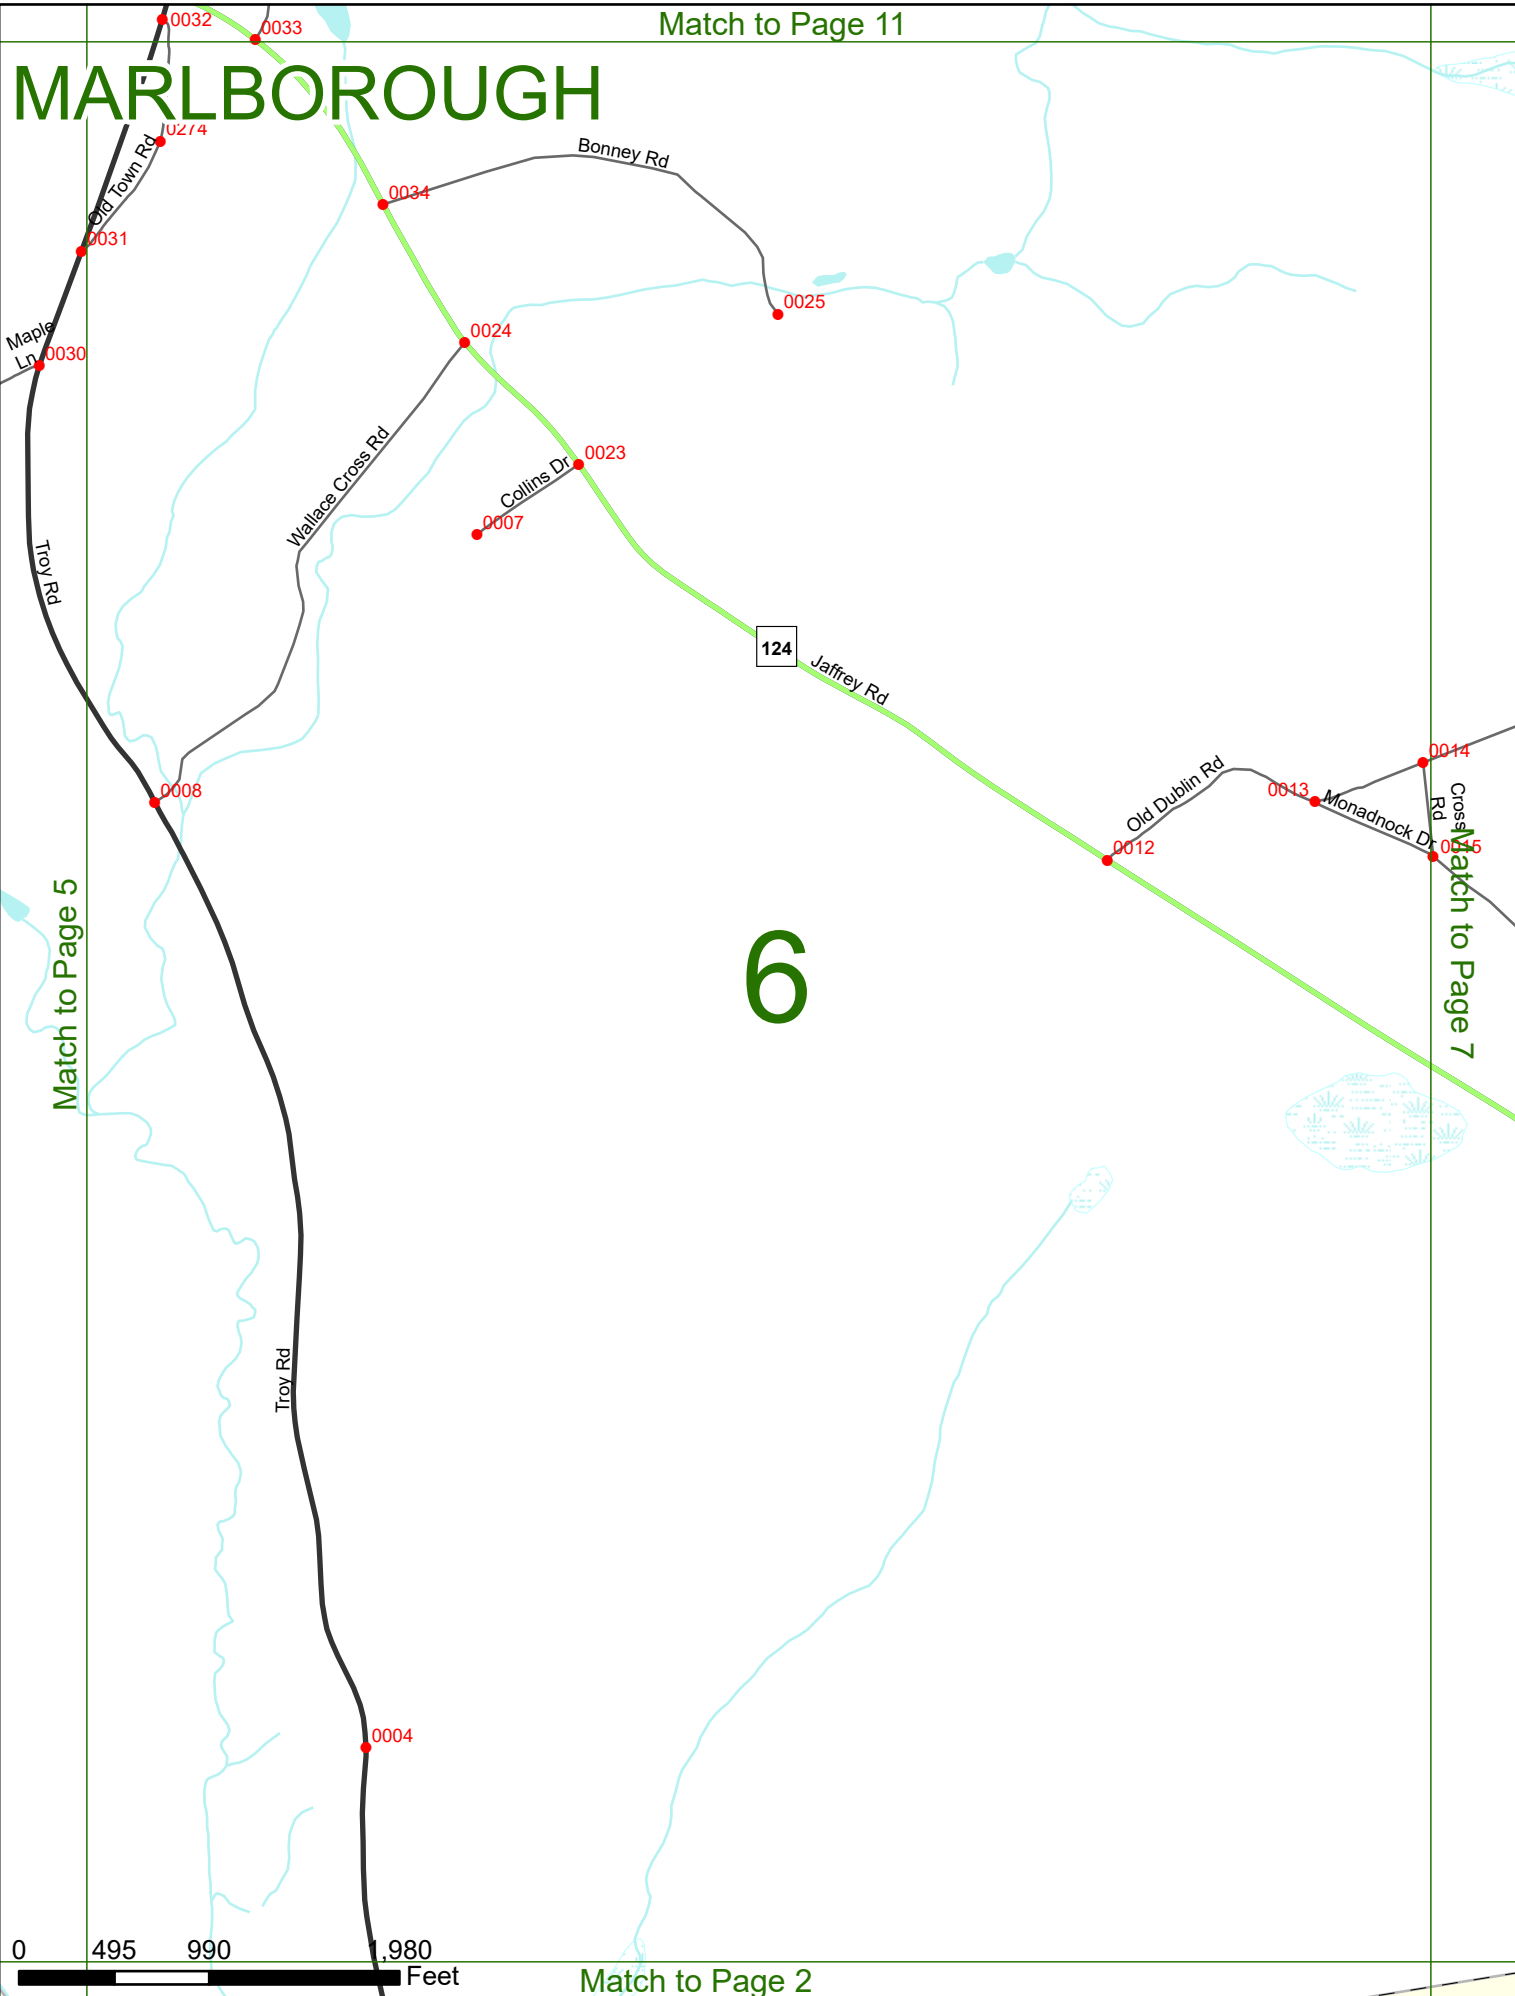 Match to Page 11
0032
0033
MARLBOROUGH
0274
Old Town Rd
Bonney Rd
0034
0031
0025
0024
Maple
Ln
0030
Wallace Cross Rd
0023
Collins Dr
0007
Troy Rd
124
Jaffrey Rd
0014
Old Dublin Rd
0013
Monadnock Dr
Cross
Rd
0008
0012
0015
Match to Page 5
6
Match to Page 7
Troy Rd
0004
0 495 990 1,980
Feet
Match to Page 2